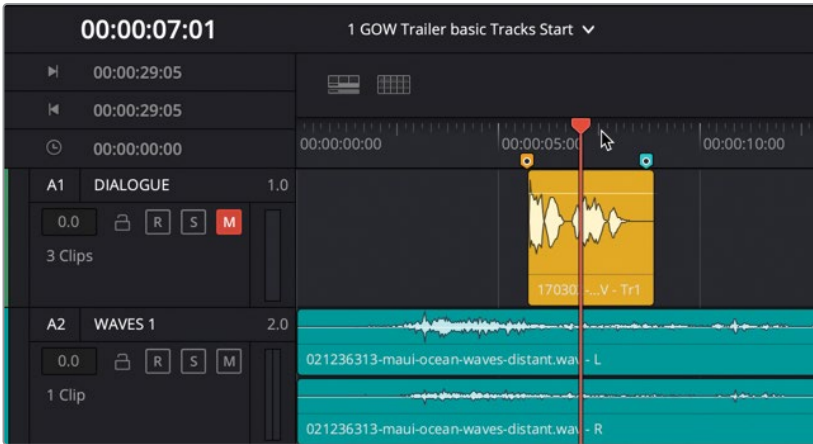 00:00:07:01
1 GOW Trailer basic Tracks Start
00:00:29:05
00:00:29:05
00:00:00:00
00:00:00:00 00:00:05:00 00:00:10:00
A1 DIALOGUE 1.0
0.0 R S M
3 Clips
V - Tr1
A2 WAVES 1 2.0
0.0 R S M
1 Clip
021236313-maui-ocean-waves-distant.wav - L
021236313-maui-ocean-waves-distant.wav - R